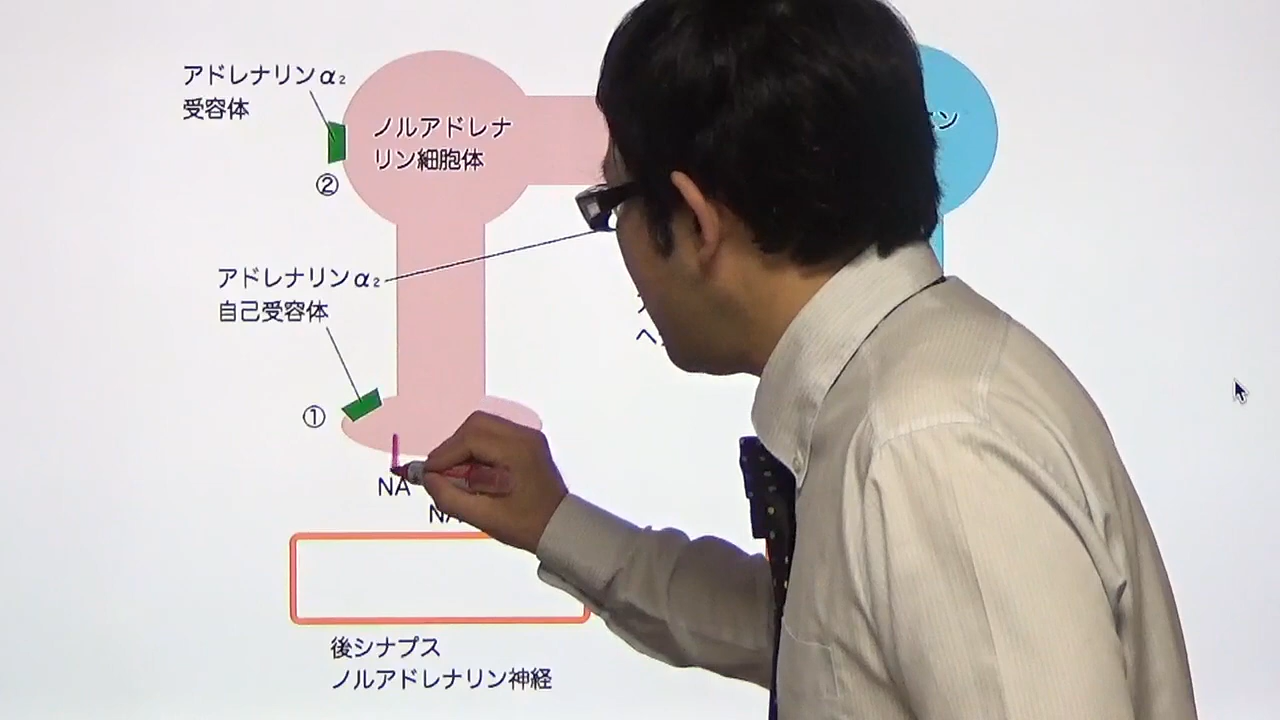 アドレナリンα₂
受容体
②
ノルアドレナ
リン細胞体
アドレナリンα₂
自己受容体
①
NA
NA
後シナプス
ノルアドレナリン神経